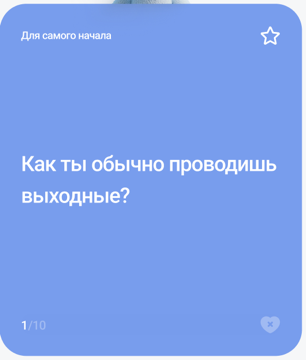 Для самого начала
Как ты обычно проводишь
выходные?
1/10